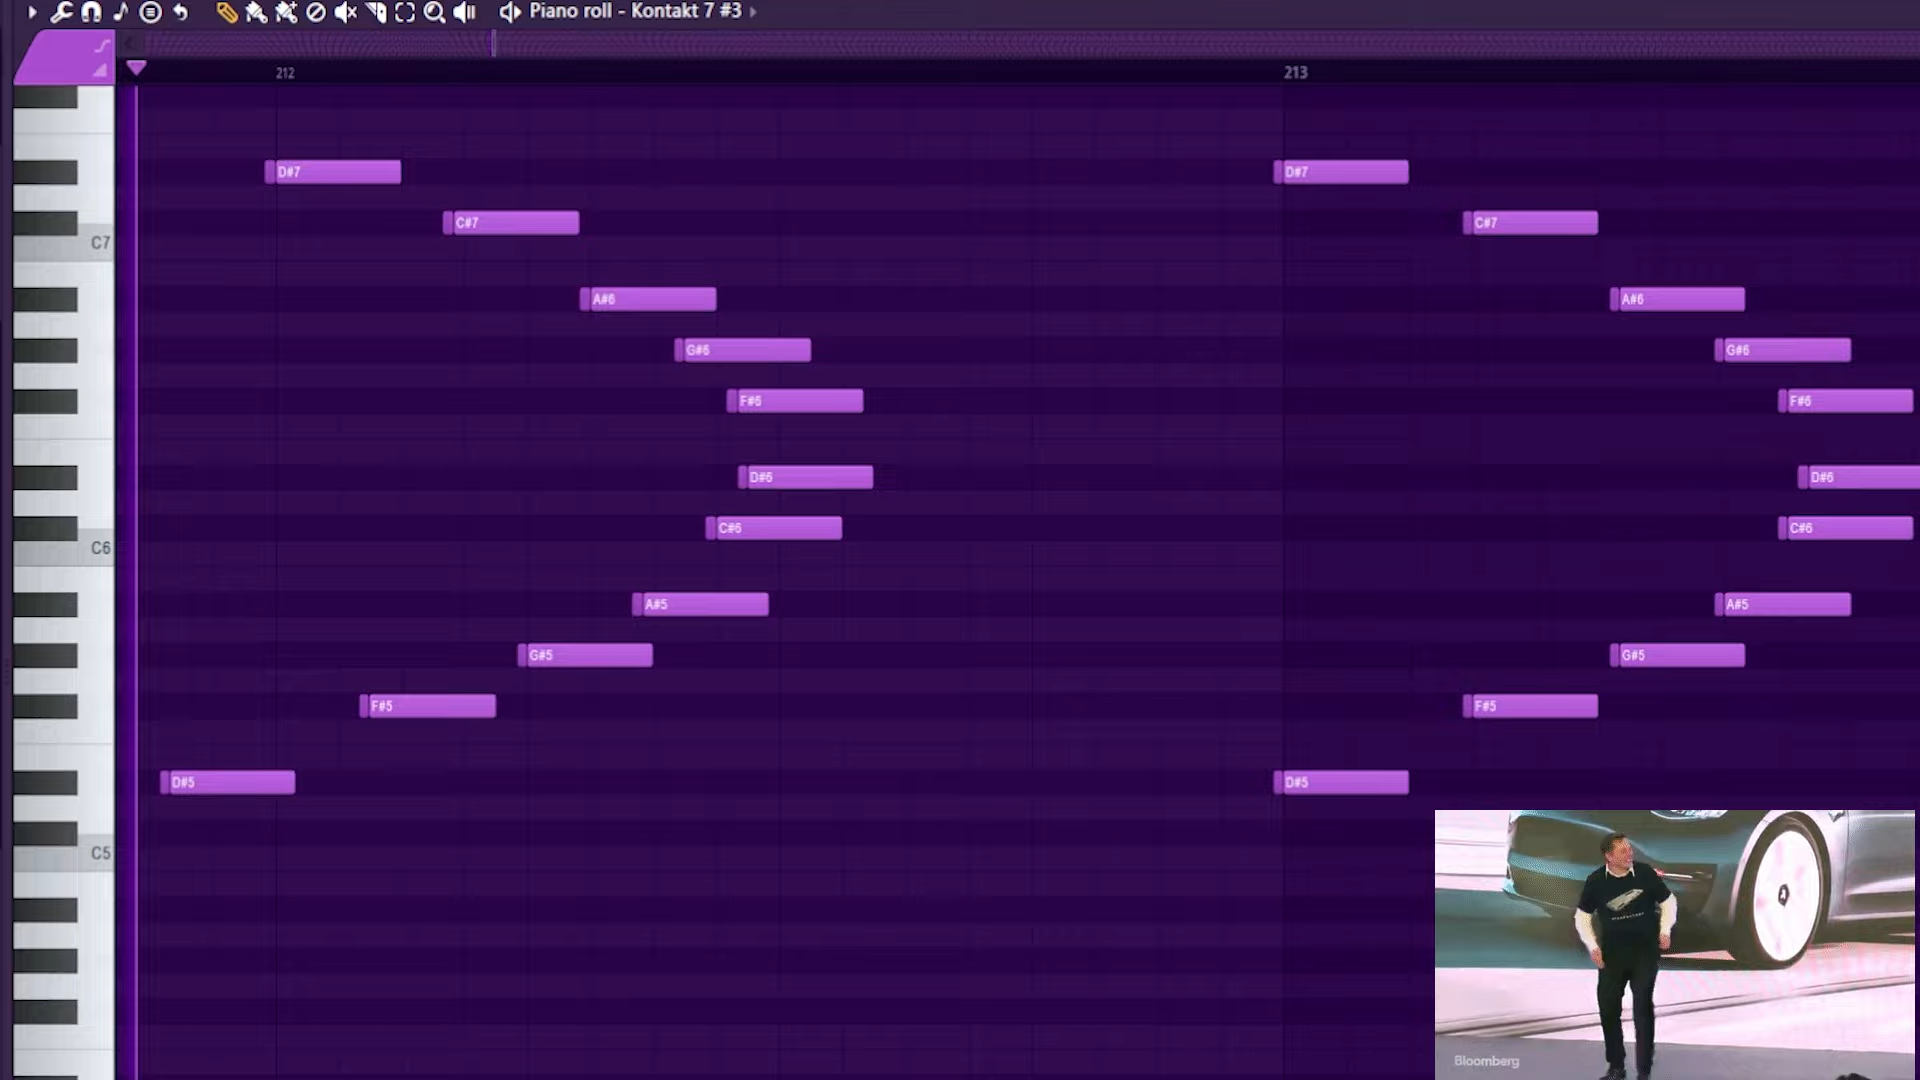 Piano roll - Kontakt 7 #3
212
213
D#7
D#7
C#7
C#7
C7
A#6
A#6
G#6
G#6
F#6
F#6
D#6
D#6
C#6
C#6
C6
A#5
A#5
G#5
G#5
F#5
F#5
D#5
D#5
C5
Bloomberg